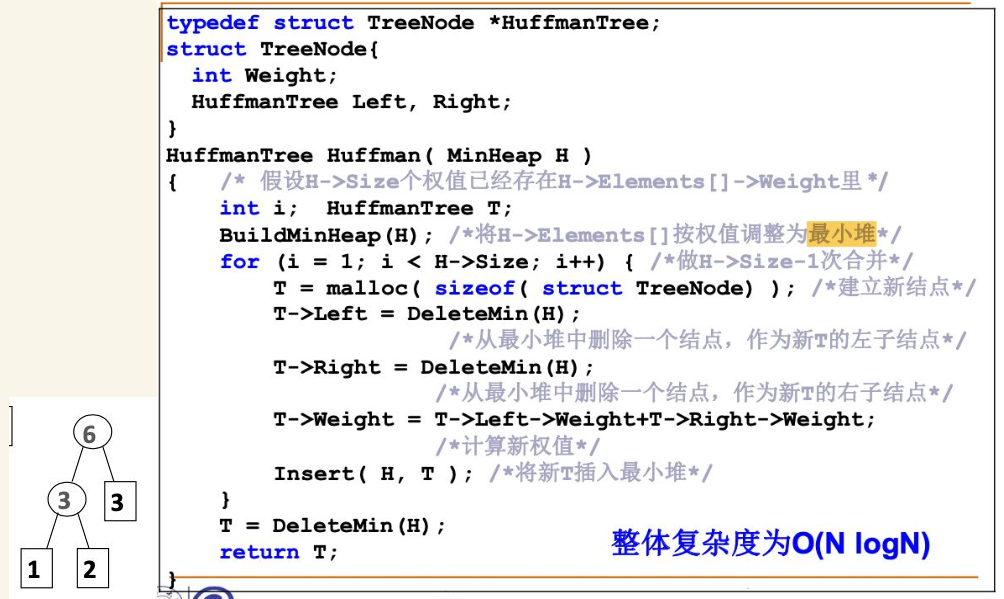 typedef struct TreeNode *HuffmanTree;
struct TreeNode{
int Weight;
HuffmanTree Left, Right;
}
HuffmanTree Huffman( MinHeap H )
{ /* 假设H->Size个权值已经存在H->Elements[]->Weight里 */
int i; HuffmanTree T;
BuildMinHeap(H); /*将H->Elements[]按权值调整为最小堆*/
for (i = 1; i < H->Size; i++) { /*做H->Size-1次合并*/
T = malloc( sizeof( struct TreeNode) ); /*建立新结点*/
T->Left = DeleteMin(H);
/*从最小堆中删除一个结点，作为新T的左子结点*/
T->Right = DeleteMin(H);
/*从最小堆中删除一个结点，作为新T的右子结点*/
T->Weight = T->Left->Weight+T->Right->Weight;
/*计算新权值*/
Insert( H, T ); /*将新T插入最小堆*/
}
T = DeleteMin(H);
return T;
}
整体复杂度为O(N logN)
6
3 3
1 2